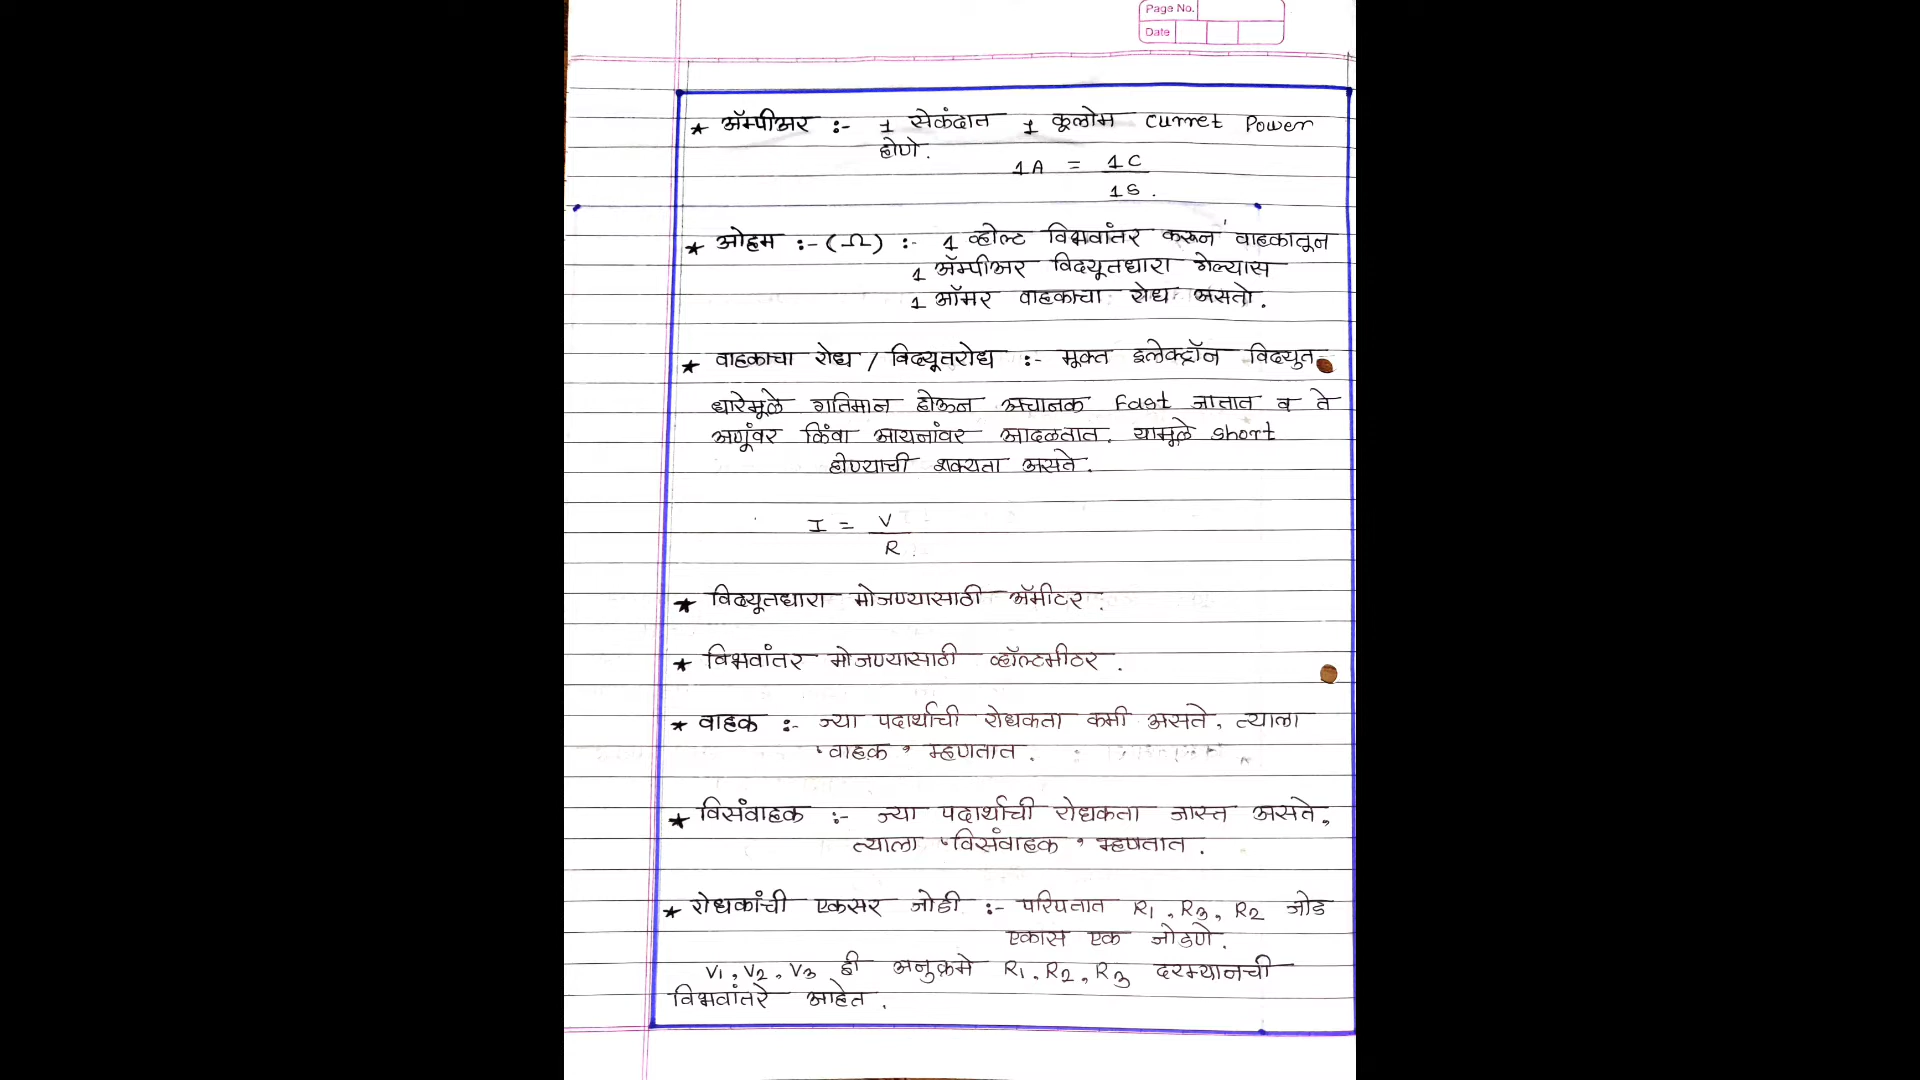 Page No.
Date
★ ॲम्पीअर :- 1 सेकंदात 1 कूलोम curret Power
होणे.
1A = 1C
1S.
★ ओहम :- (Ω) :- 1 व्होल्ट विभवांतर करून वाहकातून
1 ॲम्पीअर विद्यूतधारा गेल्यास
1 ऑमर वाहकाचा रोध असतो.
★ वाहकाचा रोध / विद्यूतरोध :- मूक्त इलेक्ट्रॉन विद्युत
धारेमूळे गतिमान होऊन अचानक Fast जातात व ते
अणूंवर किंवा आयनांवर आदळतात. यामूळे short
होण्याची शक्यता असते.
I = V
R
★ विद्यूतधारा मोजण्यासाठी ॲमीटर.
★ विभवांतर मोजण्यासाठी व्होल्टमीटर.
★ वाहक :- ज्या पदार्थाची रोधकता कमी असते, त्याला
'वाहक' म्हणतात.
★ विसंवाहक :- ज्या पदार्थाची रोधकता जास्त असते,
त्याला 'विसंवाहक' म्हणतात.
★ रोधकांची एकसर जोडी :- परिपतात R1, R3, R2 जोड
एकास एक जोडणे.
V1, V2, V3 ही अनुक्रमे R1, R2, R3 दरम्यानची
विभवांतरे आहेत.